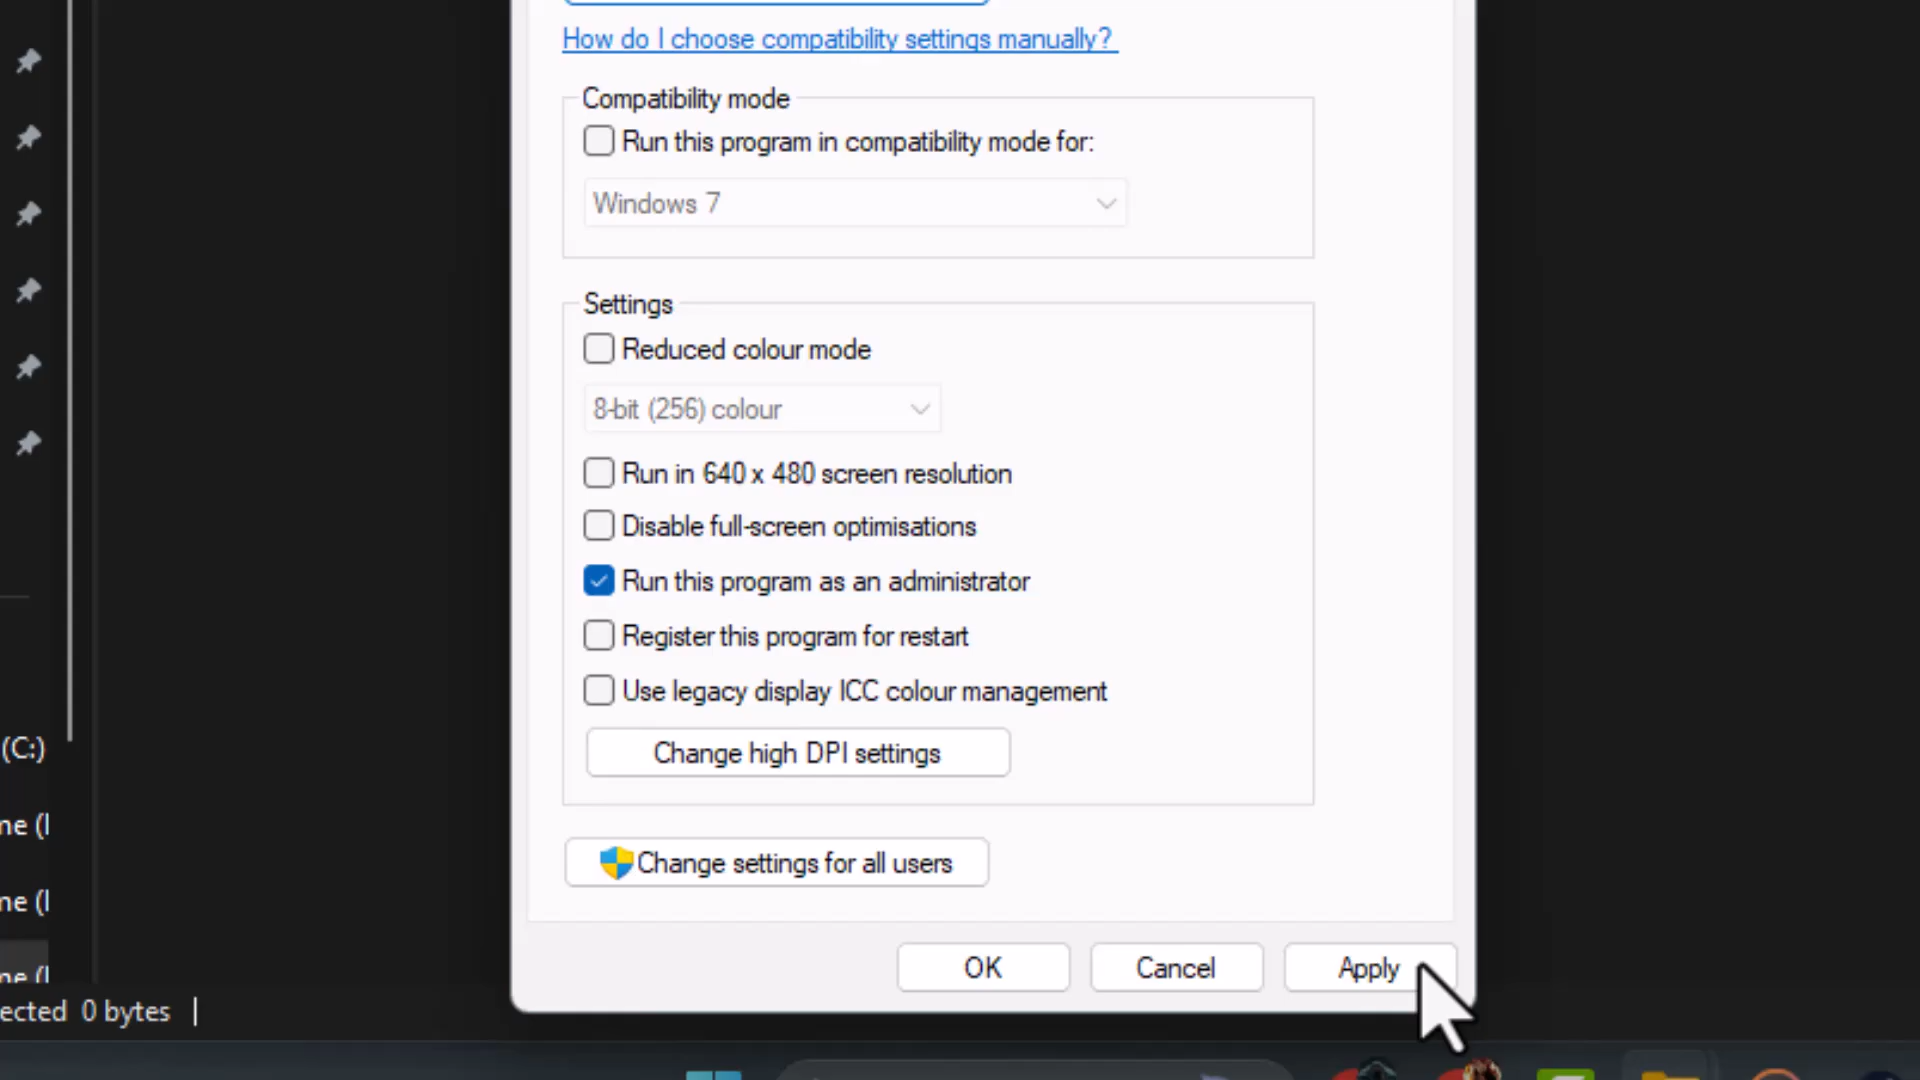 How do I choose compatibility settings manually?
Compatibility mode
Run this program in compatibility mode for:
Windows 7
Settings
Reduced colour mode
8-bit (256) colour
Run in 640 x 480 screen resolution
Disable full-screen optimisations
Run this program as an administrator
Register this program for restart
Use legacy display ICC colour management
Change high DPI settings
Change settings for all users
OK
Cancel
Apply
(C:)
0 bytes